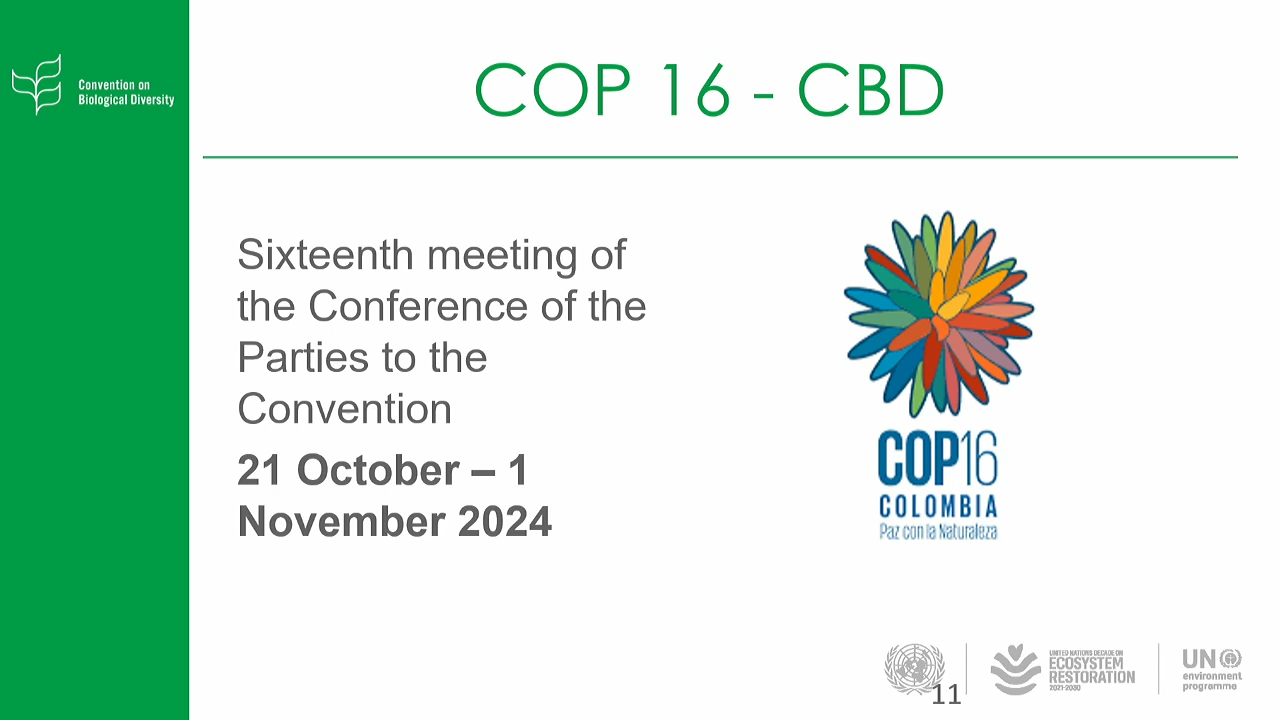 Convention on
Biological Diversity
COP 16 - CBD
Sixteenth meeting of
the Conference of the
Parties to the
Convention
21 October – 1
November 2024
COP16
COLOMBIA
Paz con la Naturaleza
UNITED NATIONS DECADE ON
ECOSYSTEM
RESTORATION
2021-2030
UN
environment
programme
11